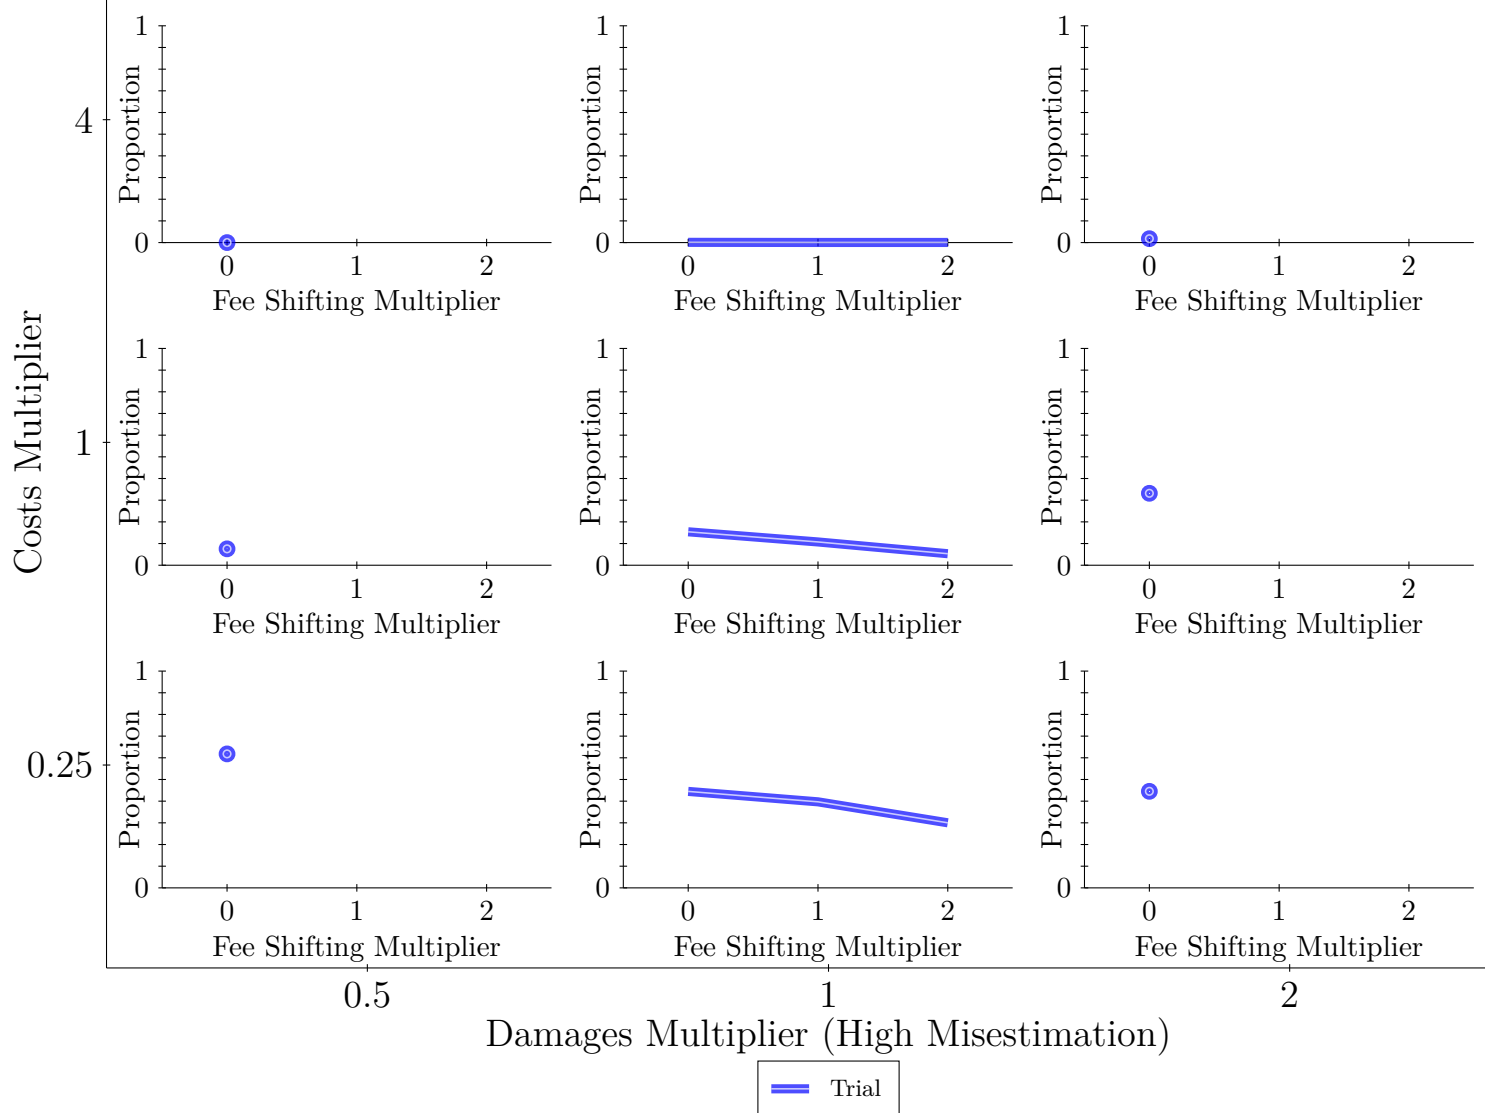 1
1
1
Proportion
Proportion
Proportion
4
0
0
0
0 1 2
0 1 2
0 1 2
Fee Shifting Multiplier
Fee Shifting Multiplier
Fee Shifting Multiplier
Costs Multiplier
1
1
1
Proportion
Proportion
Proportion
1
0
0
0
0 1 2
0 1 2
0 1 2
Fee Shifting Multiplier
Fee Shifting Multiplier
Fee Shifting Multiplier
1
1
1
Proportion
Proportion
Proportion
0.25
0
0
0
0 1 2
0 1 2
0 1 2
Fee Shifting Multiplier
Fee Shifting Multiplier
Fee Shifting Multiplier
0.5 1 2
Damages Multiplier (High Misestimation)
Trial